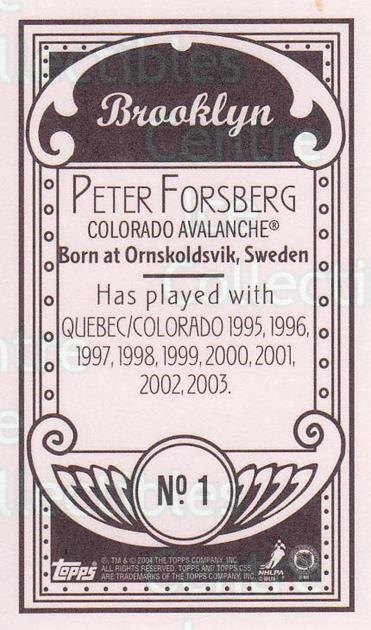 Brooklyn
PETER FORSBERG
COLORADO AVALANCHE®
Born at Ornskoldsvik, Sweden
Has played with
QUEBEC/COLORADO 1995, 1996,
1997, 1998, 1999, 2000, 2001,
2002, 2003.
Nº 1
topps
®, TM & © 2004 THE TOPPS COMPANY, INC.
ALL RIGHTS RESERVED. TOPPS AND TOPPS C55
ARE TRADEMARKS OF THE TOPPS COMPANY, INC.
NHLPA